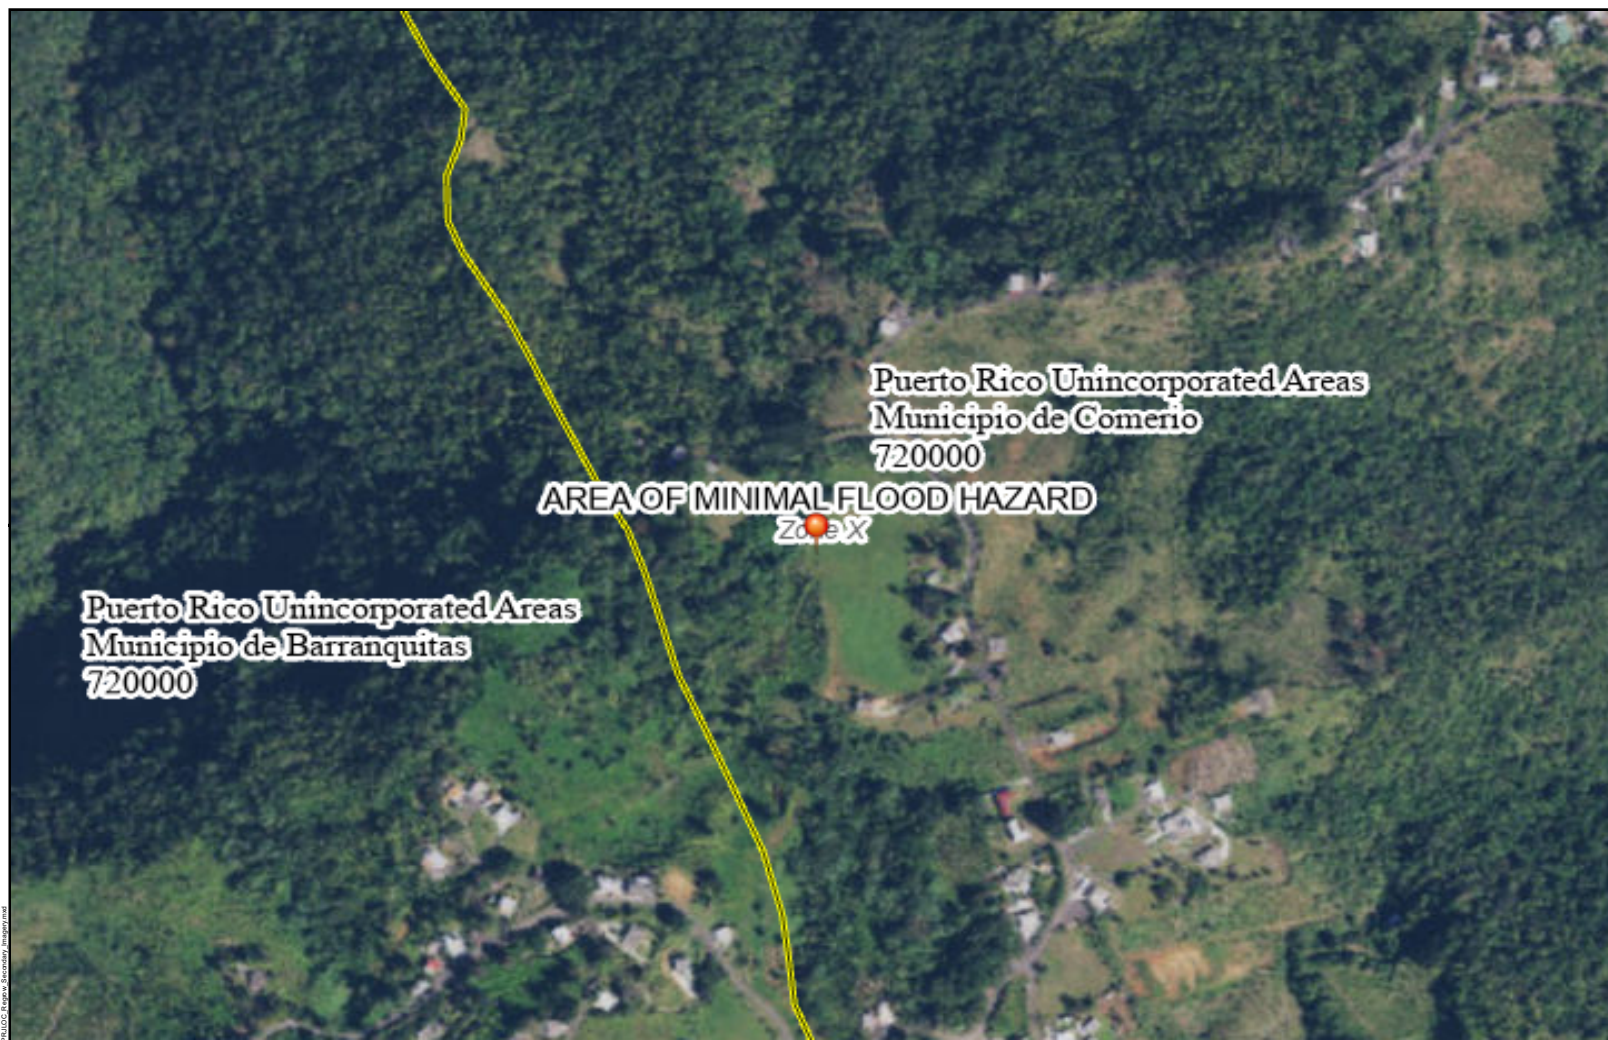 Puerto Rico Unincorporated Areas
Municipio de Comerio
720000
AREA OF MINIMAL FLOOD HAZARD
Zone X
Puerto Rico Unincorporated Areas
Municipio de Barranquitas
720000